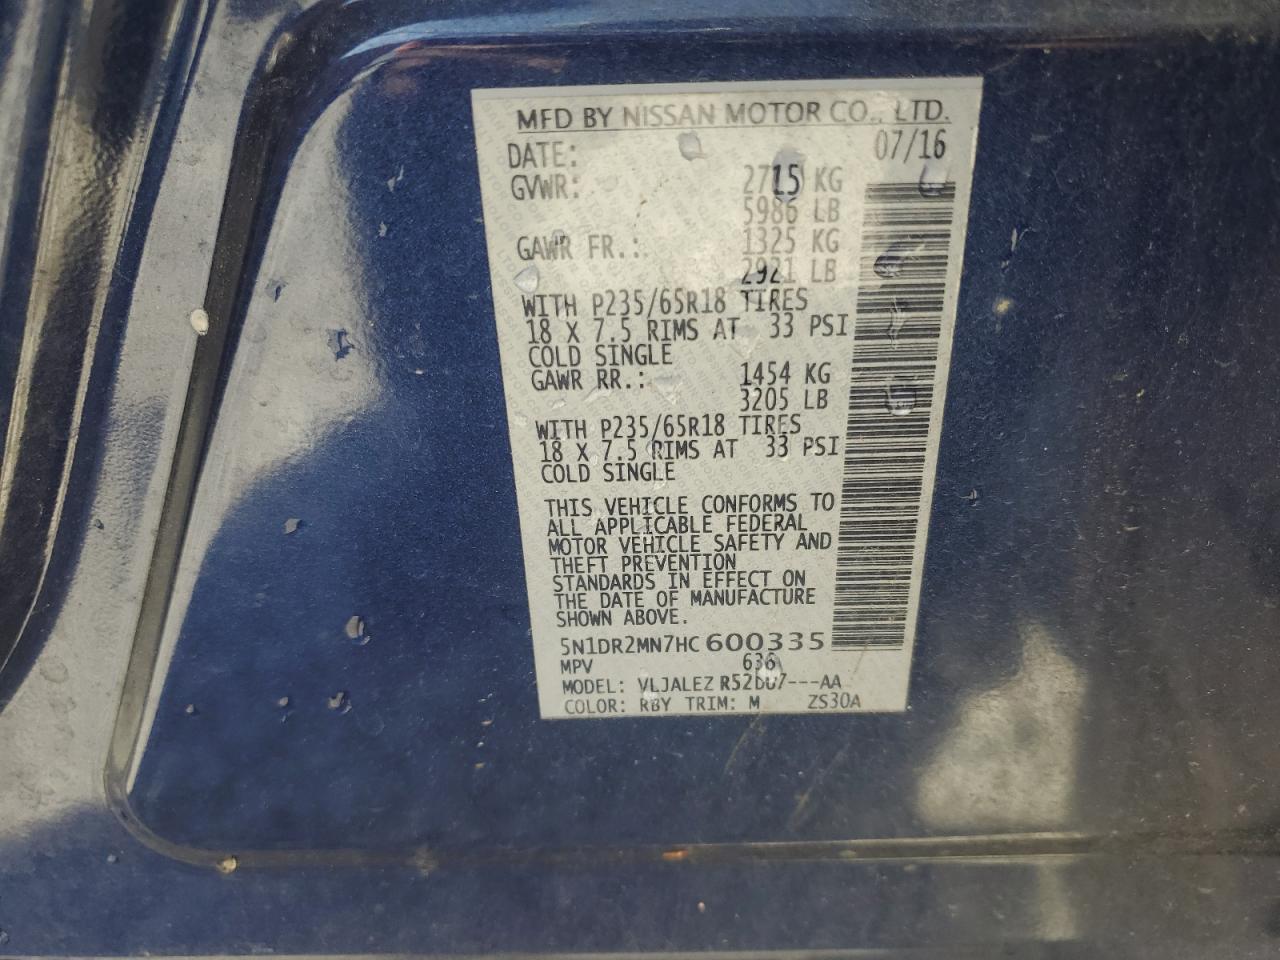 MFD BY NISSAN MOTOR CO., LTD.
DATE: 07/16
GVWR: 2715 KG
5986 LB
GAWR FR.: 1325 KG
2921 LB
WITH P235/65R18 TIRES
18 X 7.5 RIMS AT 33 PSI
COLD SINGLE
GAWR RR.: 1454 KG
3205 LB
WITH P235/65R18 TIRES
18 X 7.5 RIMS AT 33 PSI
COLD SINGLE
THIS VEHICLE CONFORMS TO
ALL APPLICABLE FEDERAL
MOTOR VEHICLE SAFETY AND
THEFT PREVENTION
STANDARDS IN EFFECT ON
THE DATE OF MANUFACTURE
SHOWN ABOVE.
5N1DR2MN7HC 600335
MPV 636
MODEL: VLJALEZ
COLOR: RBY TRIM: M ZS30A